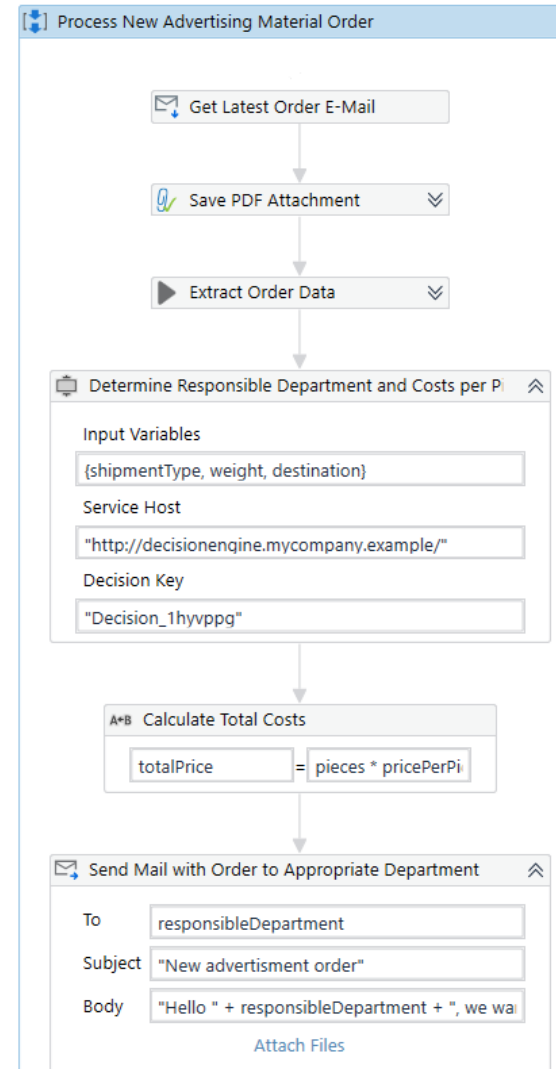 Process New Advertising Material Order
Get Latest Order E-Mail
Save PDF Attachment
Extract Order Data
Determine Responsible Department and Costs per P
Input Variables
{shipmentType, weight, destination}
Service Host
"http://decisionengine.mycompany.example/"
Decision Key
"Decision_1hyvppg"
A+B Calculate Total Costs
totalPrice = pieces * pricePerPi
Send Mail with Order to Appropriate Department
To responsibleDepartment
Subject "New advertisment order"
Body "Hello " + responsibleDepartment + ", we wa
Attach Files